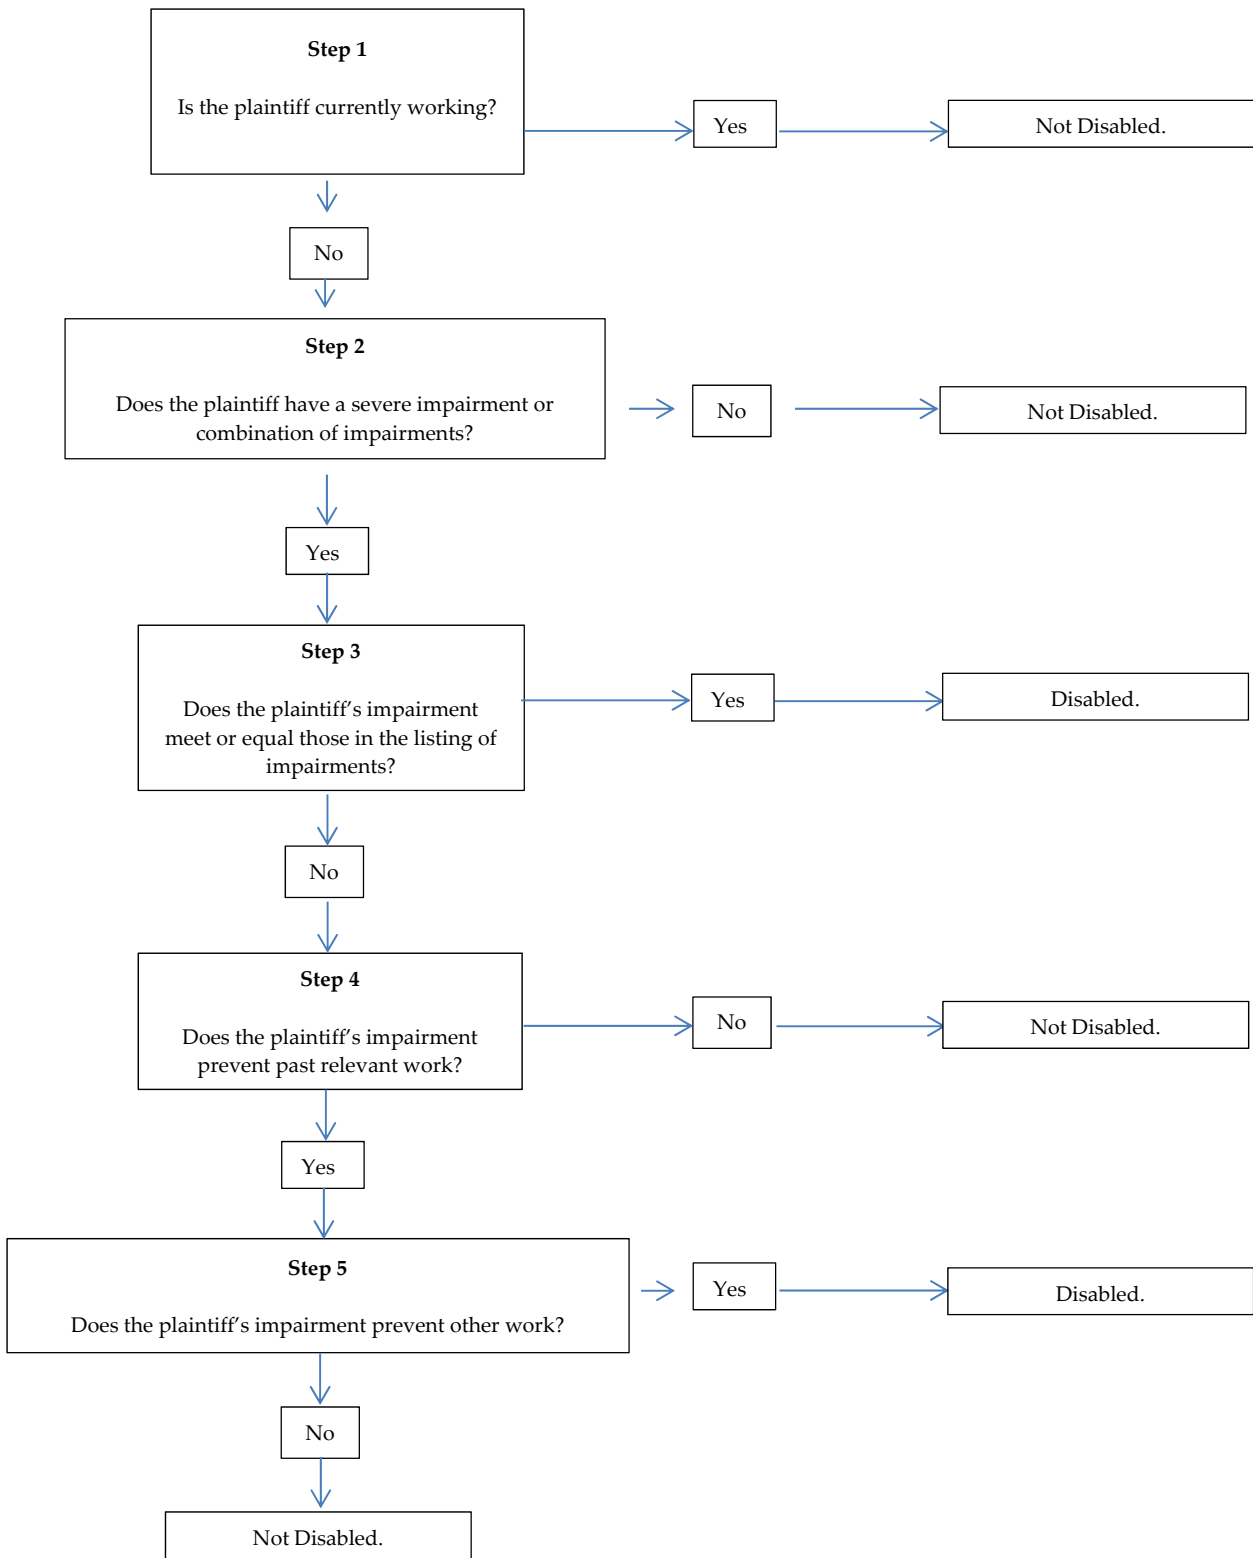 Step 1
Is the plaintiff currently working?
Yes
Not Disabled.
No
Step 2
Does the plaintiff have a severe impairment or
combination of impairments?
No
Not Disabled.
Yes
Step 3
Does the plaintiff’s impairment
meet or equal those in the listing of
impairments?
Yes
Disabled.
No
Step 4
Does the plaintiff’s impairment
prevent past relevant work?
No
Not Disabled.
Yes
Step 5
Does the plaintiff’s impairment prevent other work?
Yes
Disabled.
No
Not Disabled.